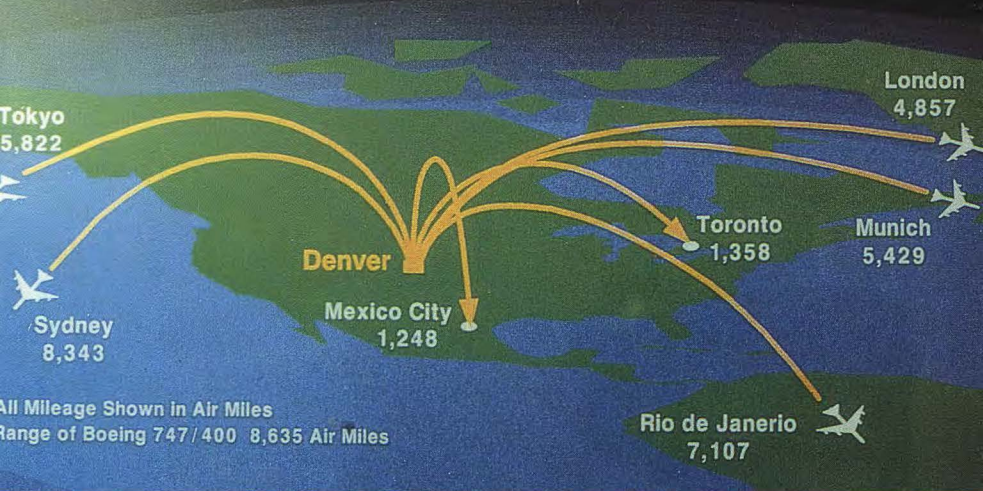 London
4,857
Tokyo
5,822
Toronto
1,358
Munich
5,429
Denver
Mexico City
1,248
Sydney
8,343
All Mileage Shown in Air Miles
Range of Boeing 747/400 8,635 Air Miles
Rio de Janerio
7,107